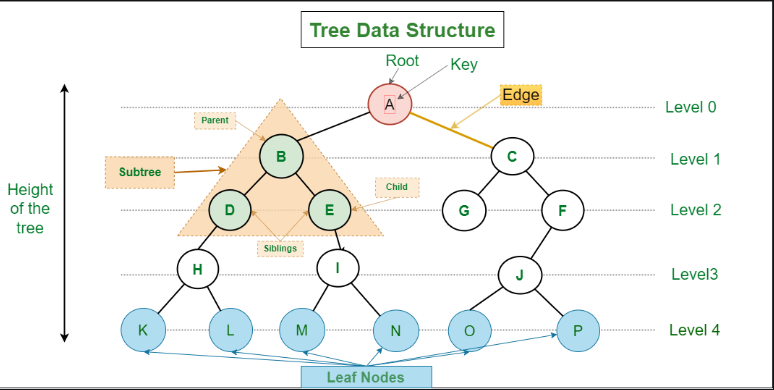 Tree Data Structure
Root
Key
A
Edge
Level 0
Parent
B
C
Level 1
Subtree
Child
Height
of the
tree
D
E
G
F
Level 2
Siblings
H
I
J
Level3
K
L
M
N
O
P
Level 4
Leaf Nodes